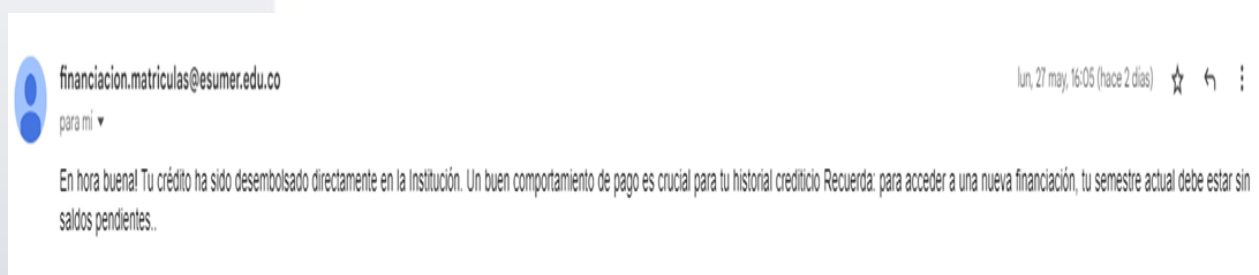 financiacion.matriculas@esumer.edu.co
lun, 27 may, 16:05 (hace 2 días)
para mí
En hora buena! Tu crédito ha sido desembolsado directamente en la Institución. Un buen comportamiento de pago es crucial para tu historial crediticio Recuerda: para acceder a una nueva financiación, tu semestre actual debe estar sin
saldos pendientes..